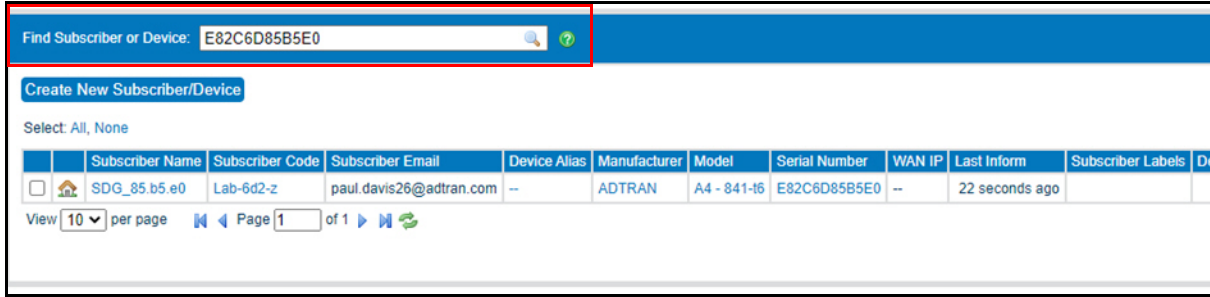 Find Subscriber or Device: E82C6D85B5E0
Create New Subscriber/Device
Select: All, None
Subscriber Name Subscriber Code Subscriber Email Device Alias Manufacturer Model Serial Number WAN IP Last Inform Subscriber Labels De
SDG_85.b5.e0 Lab-6d2-z paul.davis26@adtran.com -- ADTRAN A4 - 841-t6 E82C6D85B5E0 -- 22 seconds ago
View 10 per page Page 1 of 1